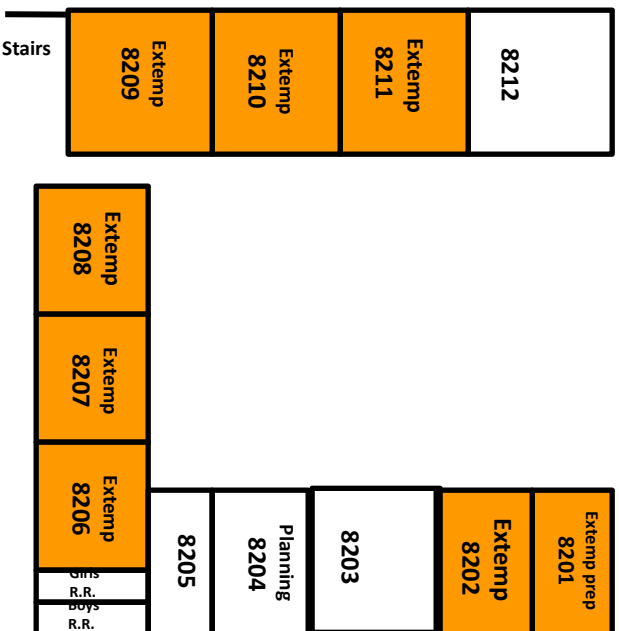 Stairs
Extemp
8209
Extemp
8210
Extemp
8211
8212
Extemp
8208
Extemp
8207
Extemp
8206
Girls
R.R.
Boys
R.R.
8205
Planning
8204
8203
Extemp
8202
Extemp prep
8201